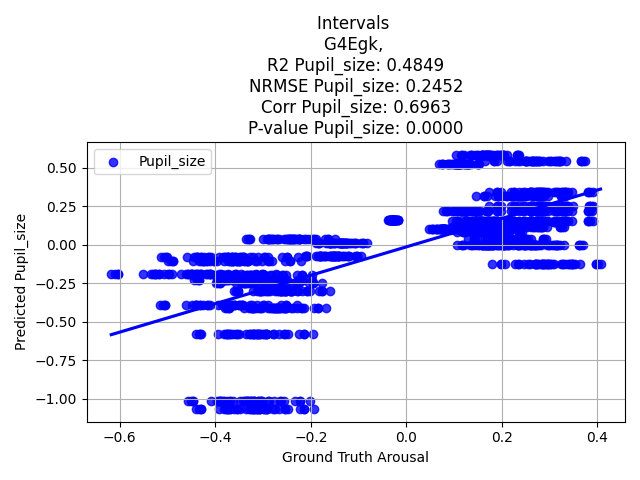 Intervals
G4Egk,
R2 Pupil_size: 0.4849
NRMSE Pupil_size: 0.2452
Corr Pupil_size: 0.6963
P-value Pupil_size: 0.0000
Pupil_size
0.50
0.25
0.00
−0.25
−0.50
−0.75
−1.00
Predicted Pupil_size
−0.6
−0.4
−0.2
0.0
0.2
0.4
Ground Truth Arousal